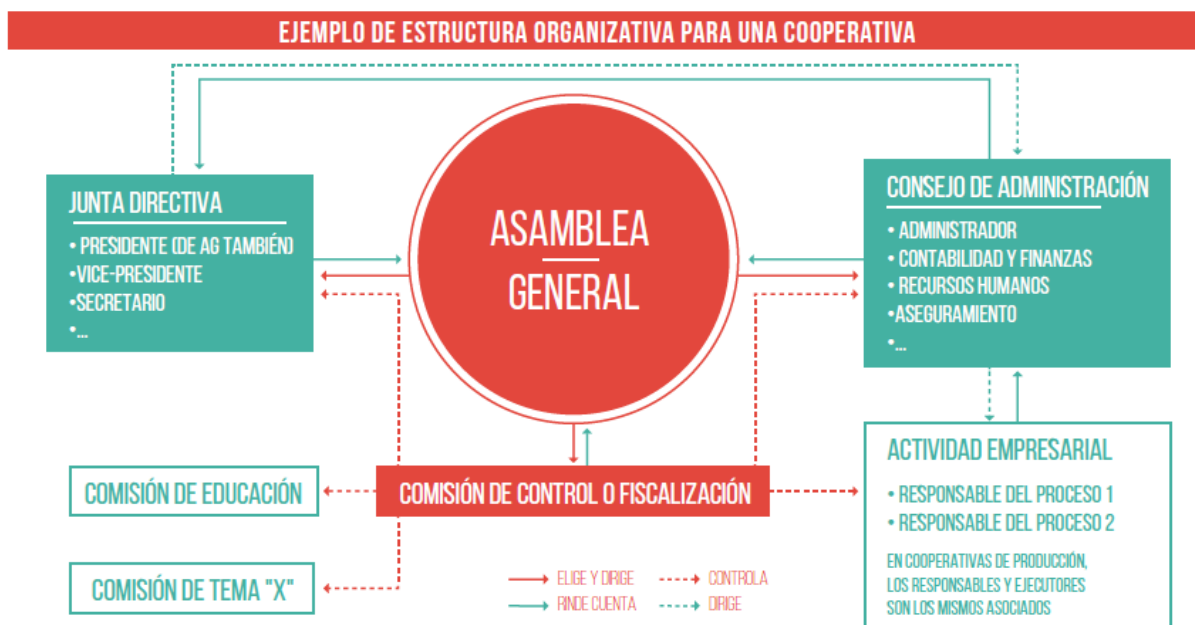 EJEMPLO DE ESTRUCTURA ORGANIZATIVA PARA UNA COOPERATIVA
JUNTA DIRECTIVA
• PRESIDENTE (DE AG TAMBIÉN)
•VICE-PRESIDENTE
•SECRETARIO
•...
ASAMBLEA
GENERAL
CONSEJO DE ADMINISTRACIÓN
• ADMINISTRADOR
• CONTABILIDAD Y FINANZAS
• RECURSOS HUMANOS
•ASEGURAMIENTO
•...
COMISIÓN DE EDUCACIÓN
COMISIÓN DE CONTROL O FISCALIZACIÓN
COMISIÓN DE TEMA "X"
ACTIVIDAD EMPRESARIAL
• RESPONSABLE DEL PROCESO 1
• RESPONSABLE DEL PROCESO 2
EN COOPERATIVAS DE PRODUCCIÓN,
LOS RESPONSABLES Y EJECUTORES
SON LOS MISMOS ASOCIADOS
ELIGE Y DIRIGE
CONTROLA
RINDE CUENTA
DIRIGE